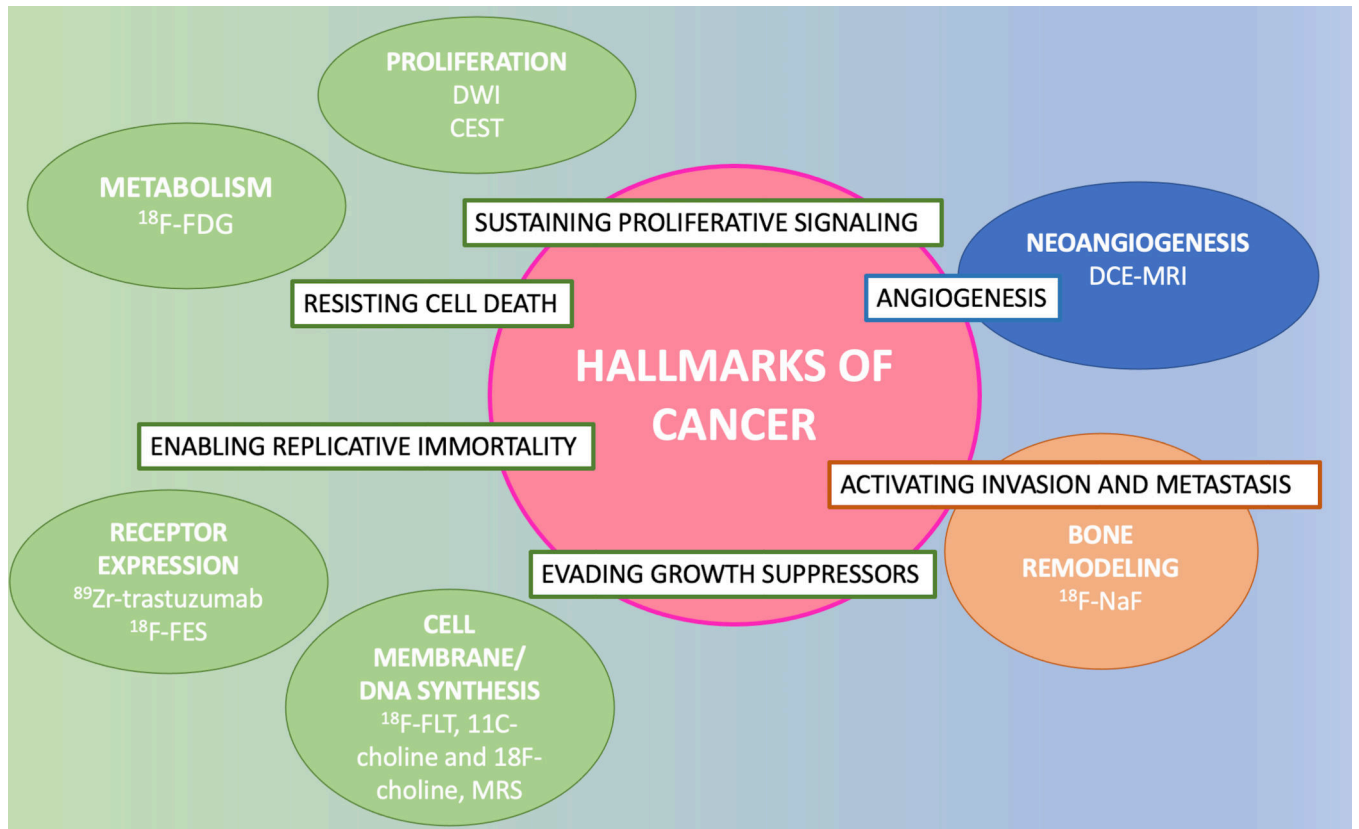 PROLIFERATION
DWI
CEST
METABOLISM
¹⁸F-FDG
SUSTAINING PROLIFERATIVE SIGNALING
NEOANGIOGENESIS
DCE-MRI
RESISTING CELL DEATH
ANGIOGENESIS
HALLMARKS OF
CANCER
ENABLING REPLICATIVE IMMORTALITY
ACTIVATING INVASION AND METASTASIS
RECEPTOR
EXPRESSION
⁸⁹Zr-trastuzumab
¹⁸F-FES
BONE
REMODELING
¹⁸F-NaF
EVADING GROWTH SUPPRESSORS
CELL
MEMBRANE/
DNA SYNTHESIS
¹⁸F-FLT, 11C-
choline and 18F-
choline, MRS